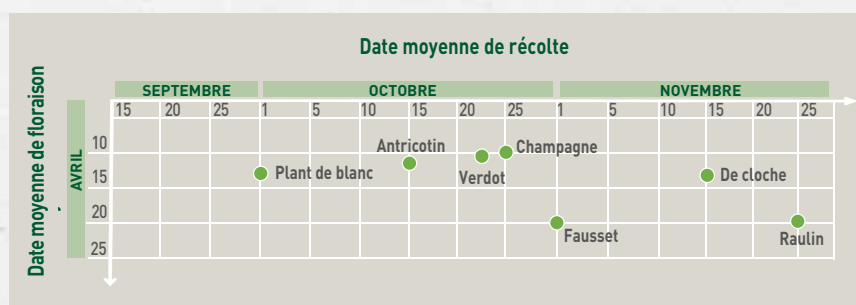 Date moyenne de récolte
Date moyenne de floraison
SEPTEMBRE OCTOBRE NOVEMBRE
15 20 25 1 5 10 15 20 25 1 5 10 15 20 25
AVRIL
10
15
20
25
Antricotin
Champagne
Plant de blanc
Verdot
De cloche
Fausset
Raulin